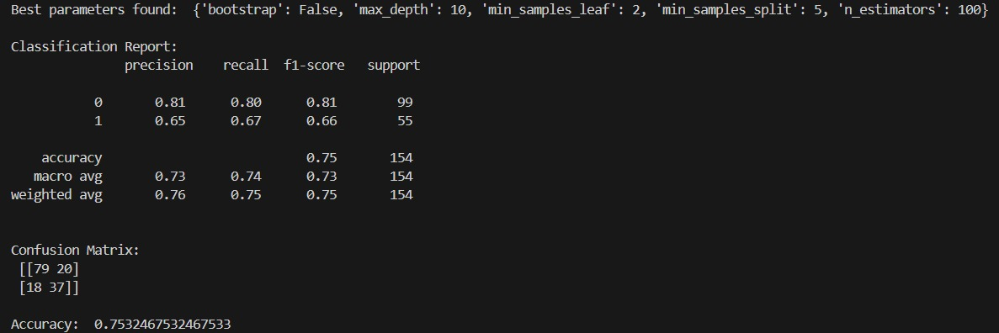 Best parameters found:  {'bootstrap': False, 'max_depth': 10, 'min_samples_leaf': 2, 'min_samples_split': 5, 'n_estimators': 100}
Classification Report:
precision    recall  f1-score   support
0       0.81      0.80      0.81        99
1       0.65      0.67      0.66        55
accuracy                           0.75       154
macro avg       0.73      0.74      0.73       154
weighted avg       0.76      0.75      0.75       154
Confusion Matrix:
[[79 20]
[18 37]]
Accuracy:  0.7532467532467533